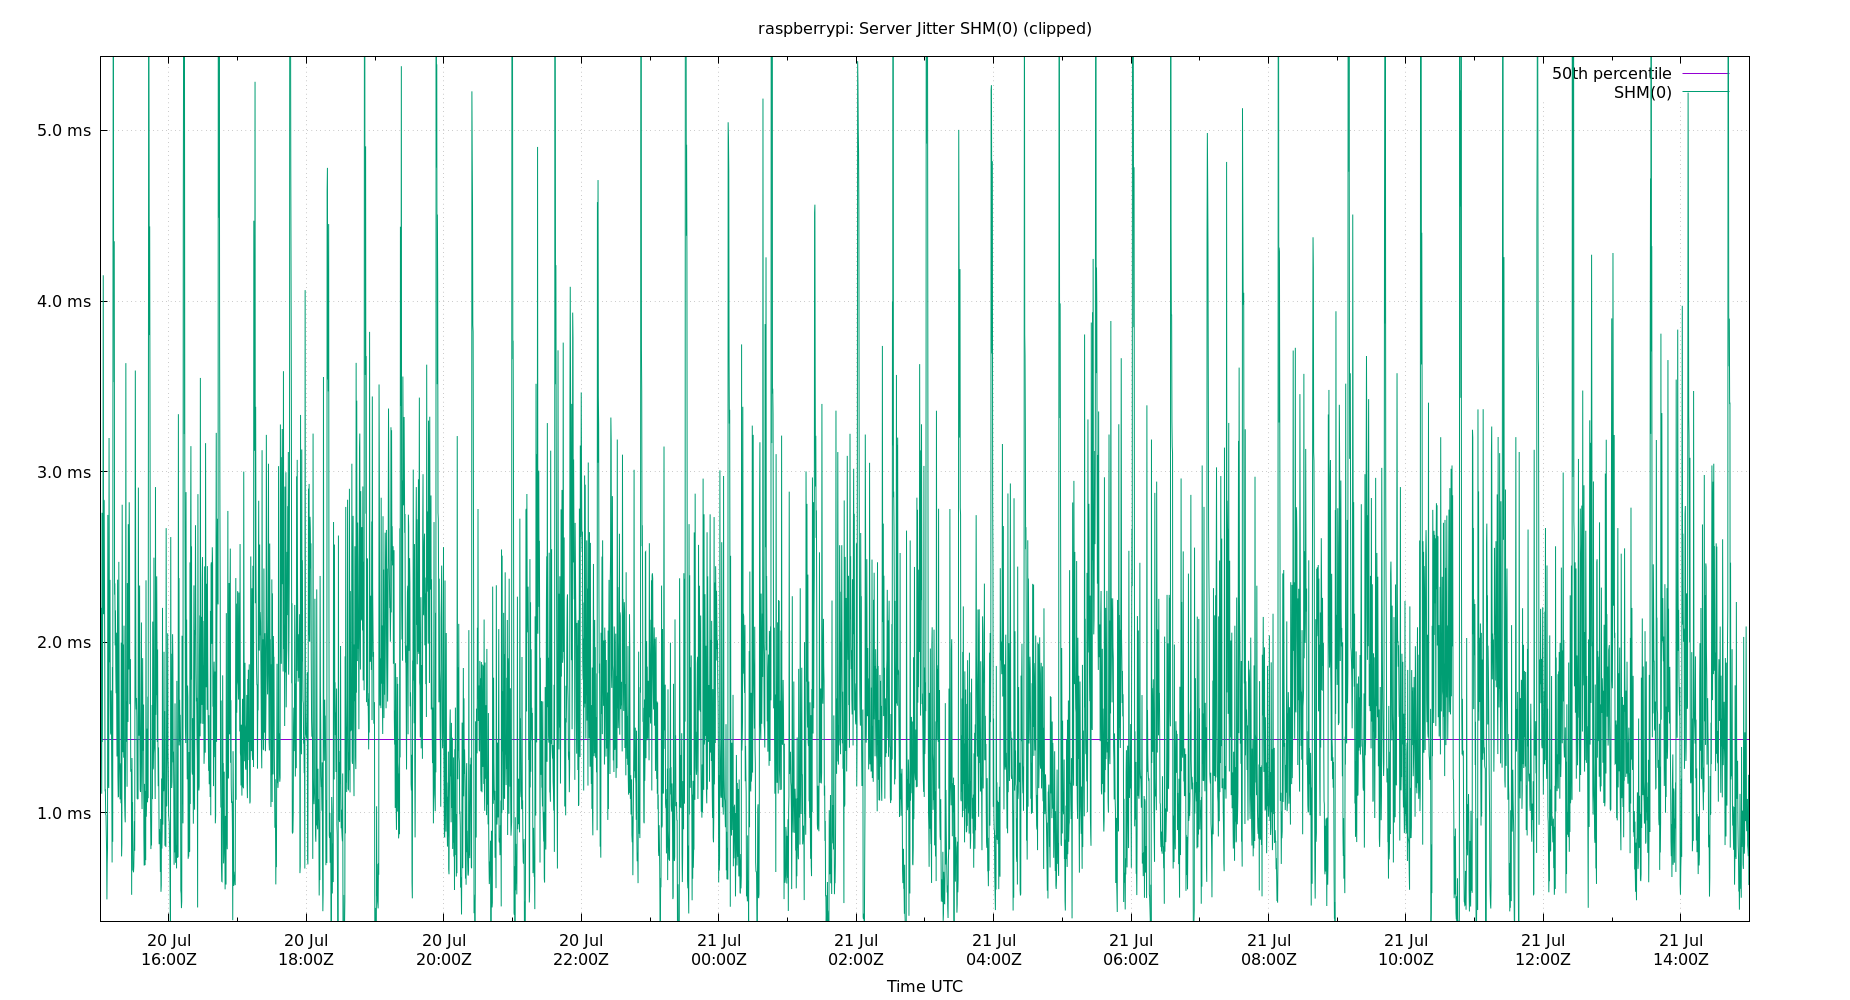 raspberrypi: Server Jitter SHM(0) (clipped)
50th percentile
SHM(0)
5.0 ms
4.0 ms
3.0 ms
2.0 ms
1.0 ms
20 Jul 20 Jul 20 Jul 20 Jul 21 Jul 21 Jul 21 Jul 21 Jul 21 Jul 21 Jul 21 Jul 21 Jul
16:00Z 18:00Z 20:00Z 22:00Z 00:00Z 02:00Z 04:00Z 06:00Z 08:00Z 10:00Z 12:00Z 14:00Z
Time UTC